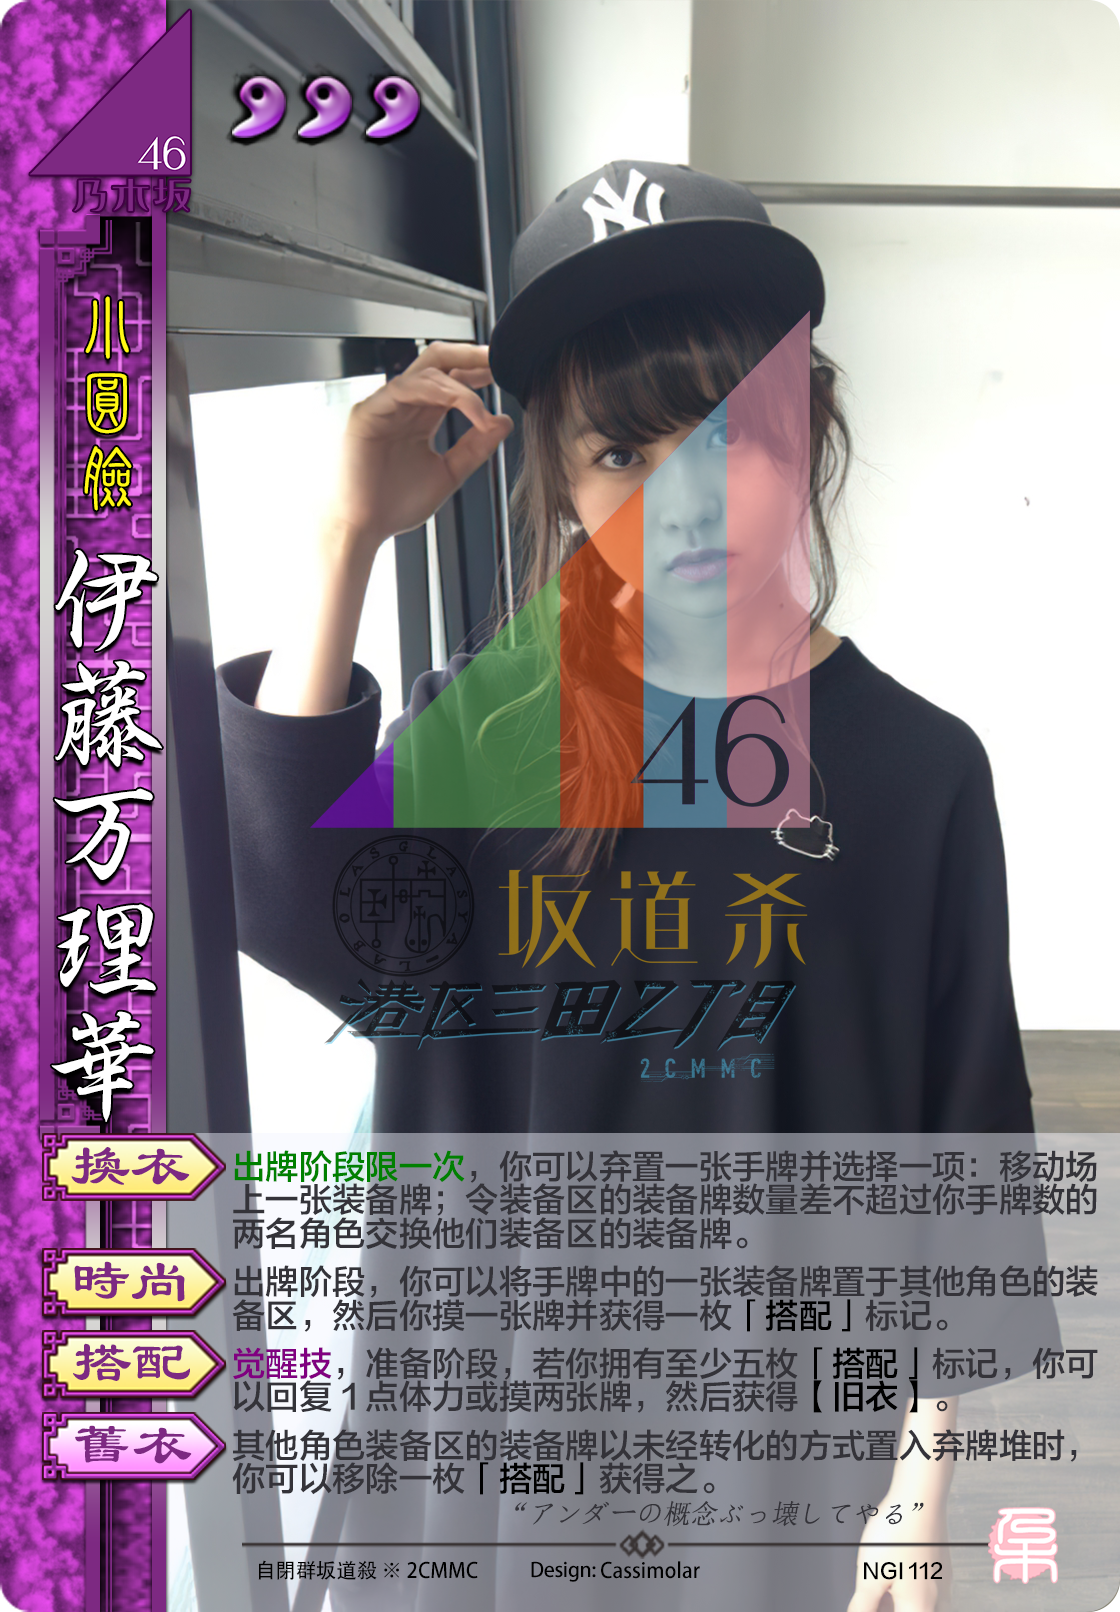 46
乃木坂
小圓臉
伊藤万理華
NY
46
LABOLASGLASYA
坂道杀
港区三田2丁目
2CMMC
換衣
出牌阶段限一次，你可以弃置一张手牌并选择一项：移动场
上一张装备牌；令装备区的装备牌数量差不超过你手牌数的
两名角色交换他们装备区的装备牌。
時尚
出牌阶段，你可以将手牌中的一张装备牌置于其他角色的装
备区，然后你摸一张牌并获得一枚「搭配」标记。
搭配
觉醒技，准备阶段，若你拥有至少五枚「搭配」标记，你可
以回复1点体力或摸两张牌，然后获得【旧衣】。
舊衣
其他角色装备区的装备牌以未经转化的方式置入弃牌堆时，
你可以移除一枚「搭配」获得之。
“アンダーの概念ぶっ壊してやる”
自閉群坂道殺 ※ 2CMMC
Design: Cassimolar
NGI 112